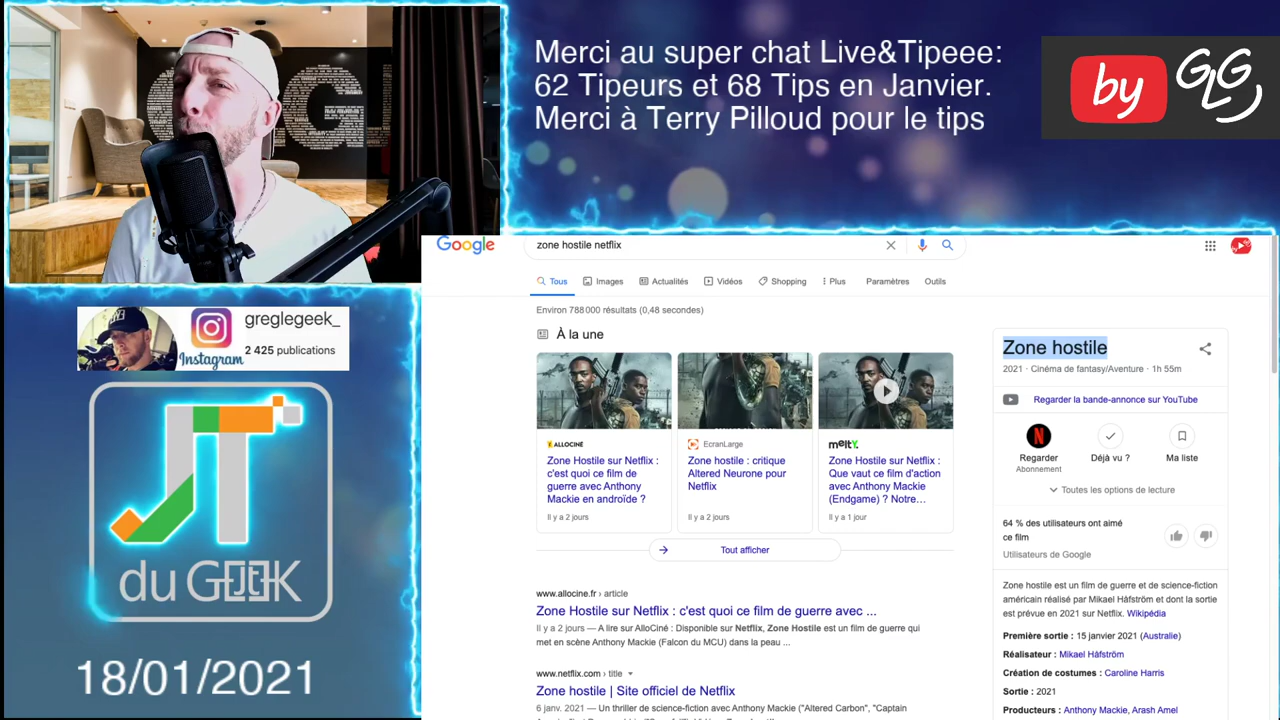 Merci au super chat Live&Tipeee:
62 Tipeurs et 68 Tips en Janvier.
Merci à Terry Pilloud pour le tips
by GLG
greglegeek_
Instagram
2 425 publications
JT
du GEEK
18/01/2021
Google
zone hostile netflix
Tous
Images
Actualités
Vidéos
Shopping
Plus
Paramètres
Outils
Environ 788 000 résultats (0,48 secondes)
À la une
ALLOCINÉ
Zone Hostile sur Netflix :
c'est quoi ce film de
guerre avec Anthony
Mackie en androïde ?
Il y a 2 jours
EcranLarge
Zone hostile : critique
Altered Neurone pour
Netflix
Il y a 2 jours
melty.
Zone Hostile sur Netflix :
Que vaut ce film d'action
avec Anthony Mackie
(Endgame) ? Notre…
Il y a 1 jour
Tout afficher
www.allocine.fr › article
Zone Hostile sur Netflix : c'est quoi ce film de guerre avec ...
Il y a 2 jours — A lire sur AlloCiné : Disponible sur Netflix, Zone Hostile est un film de guerre qui
met en scène Anthony Mackie (Falcon du MCU) dans la peau ...
www.netflix.com › title
Zone hostile | Site officiel de Netflix
6 janv. 2021 — Un thriller de science-fiction avec Anthony Mackie ("Altered Carbon", "Captain
Zone hostile
2021 · Cinéma de fantasy/Aventure · 1h 55m
Regarder la bande-annonce sur YouTube
N
Regarder
Abonnement
Déjà vu ?
Ma liste
Toutes les options de lecture
64 % des utilisateurs ont aimé
ce film
Utilisateurs de Google
Zone hostile est un film de guerre et de science-fiction
américain réalisé par Mikael Håfström et dont la sortie
est prévue en 2021 sur Netflix. Wikipédia
Première sortie : 15 janvier 2021 (Australie)
Réalisateur : Mikael Håfström
Création de costumes : Caroline Harris
Sortie : 2021
Producteurs : Anthony Mackie, Arash Amel